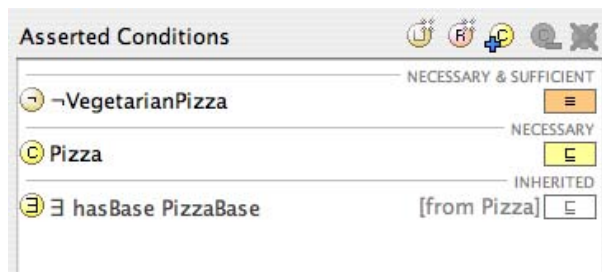 Asserted Conditions
NECESSARY & SUFFICIENT
¬VegetarianPizza ≡
NECESSARY
C Pizza ⊑
INHERITED
∃ ∃ hasBase PizzaBase [from Pizza] ⊑